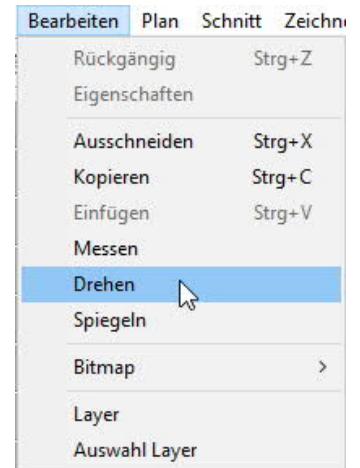 Bearbeiten Plan Schnitt Zeichne
Rückgängig Strg+Z
Eigenschaften
Ausschneiden Strg+X
Kopieren Strg+C
Einfügen Strg+V
Messen
Drehen
Spiegeln
Bitmap >
Layer
Auswahl Layer